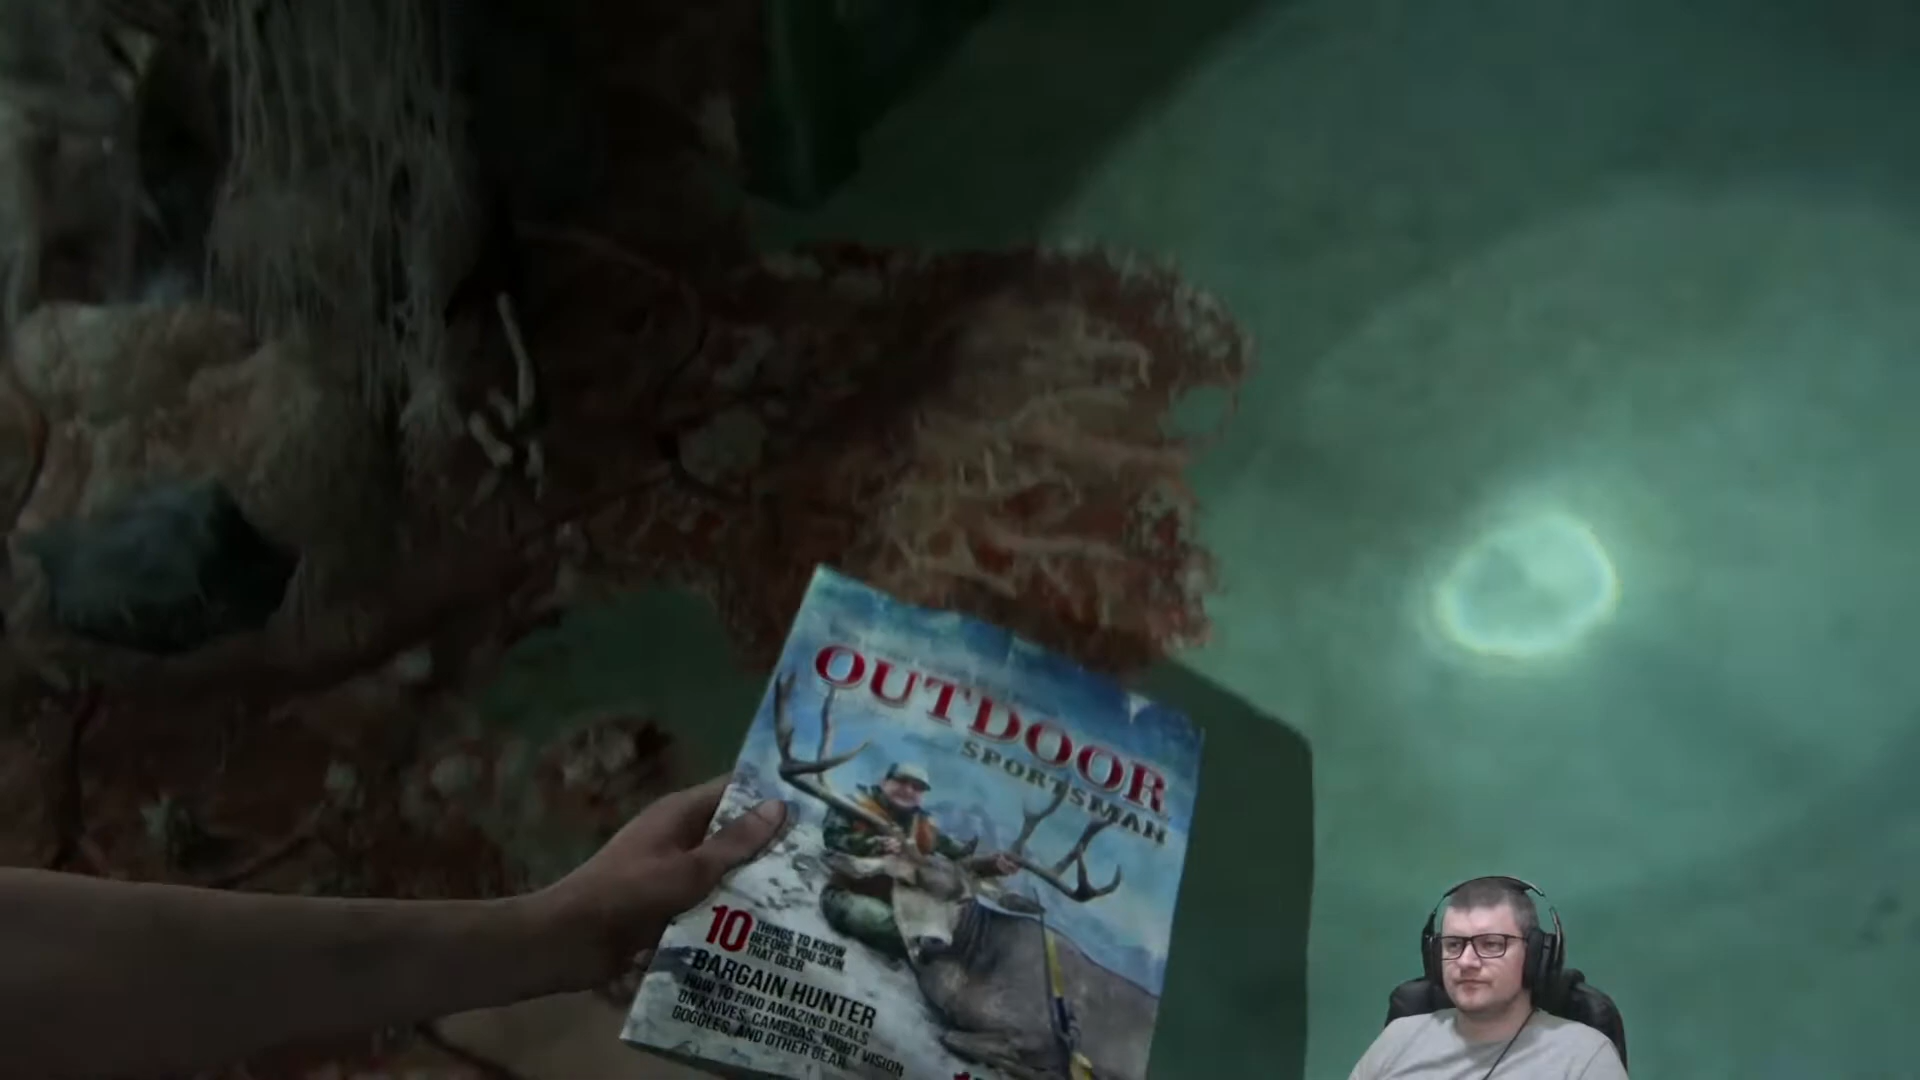 OUTDOOR
SPORTSMAN
10 THINGS TO KNOW
BEFORE YOU SKIN
THAT DEER
BARGAIN HUNTER
HOW TO FIND AMAZING DEALS
ON KNIVES, CAMERAS, NIGHT VISION
GOGGLES, AND OTHER GEAR